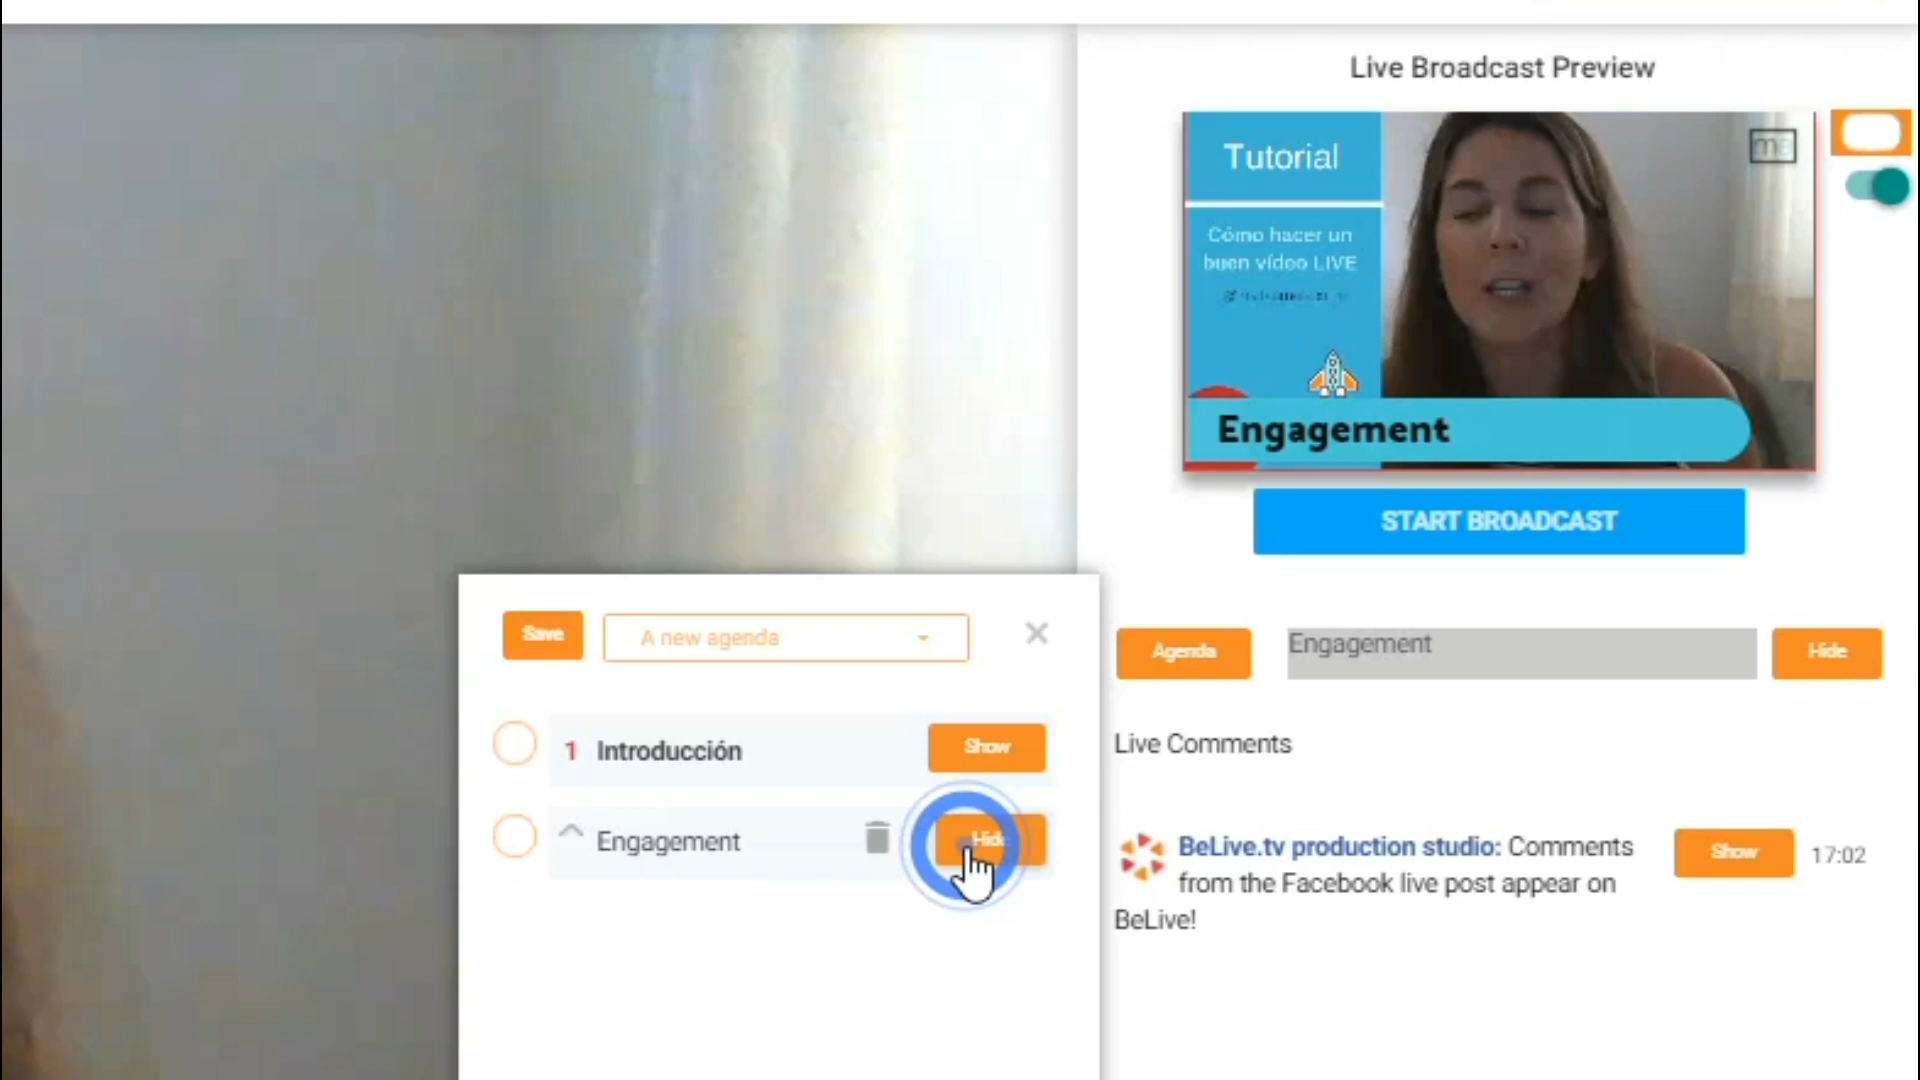 Live Broadcast Preview
Tutorial
Cómo hacer un
buen vídeo LIVE
Engagement
START BROADCAST
Save
A new agenda
Agenda
Engagement
Hide
1 Introducción
Show
Engagement
Hide
Live Comments
BeLive.tv production studio: Comments
from the Facebook live post appear on
BeLive!
Show
17:02